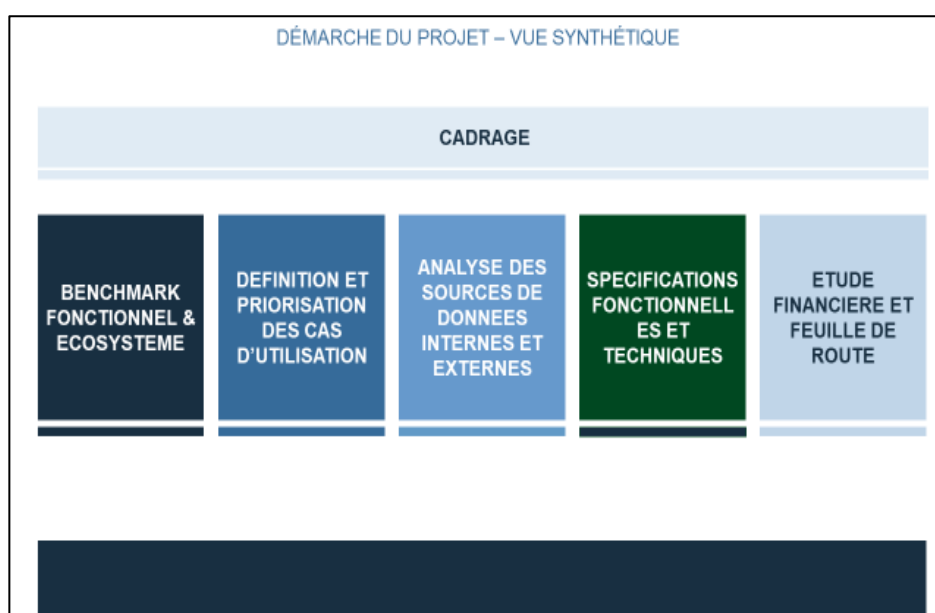 DÉMARCHE DU PROJET – VUE SYNTHÉTIQUE
CADRAGE
BENCHMARK
FONCTIONNEL &
ECOSYSTEME
DEFINITION ET
PRIORISATION
DES CAS
D'UTILISATION
ANALYSE DES
SOURCES DE
DONNEES
INTERNES ET
EXTERNES
SPECIFICATIONS
FONCTIONNELL
ES ET
TECHNIQUES
ETUDE
FINANCIERE ET
FEUILLE DE
ROUTE